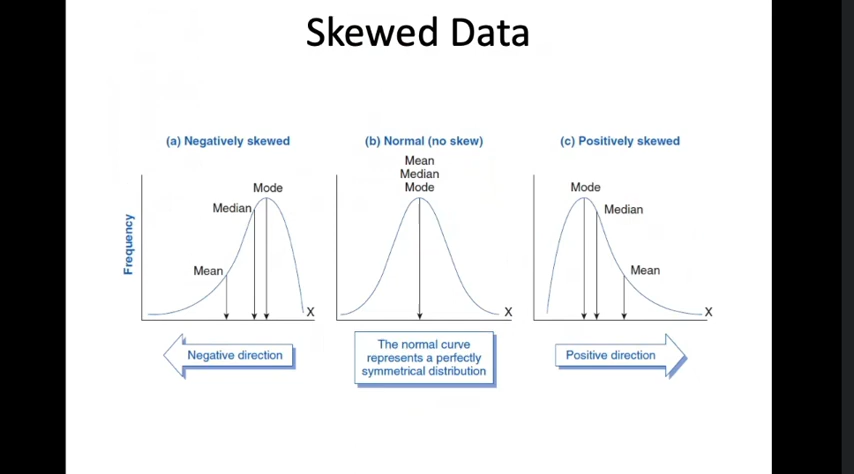 Skewed Data
(a) Negatively skewed
Mode
Median
Mean
Frequency
X
Negative direction
(b) Normal (no skew)
Mean
Median
Mode
X
The normal curve
represents a perfectly
symmetrical distribution
(c) Positively skewed
Mode
Median
Mean
X
Positive direction